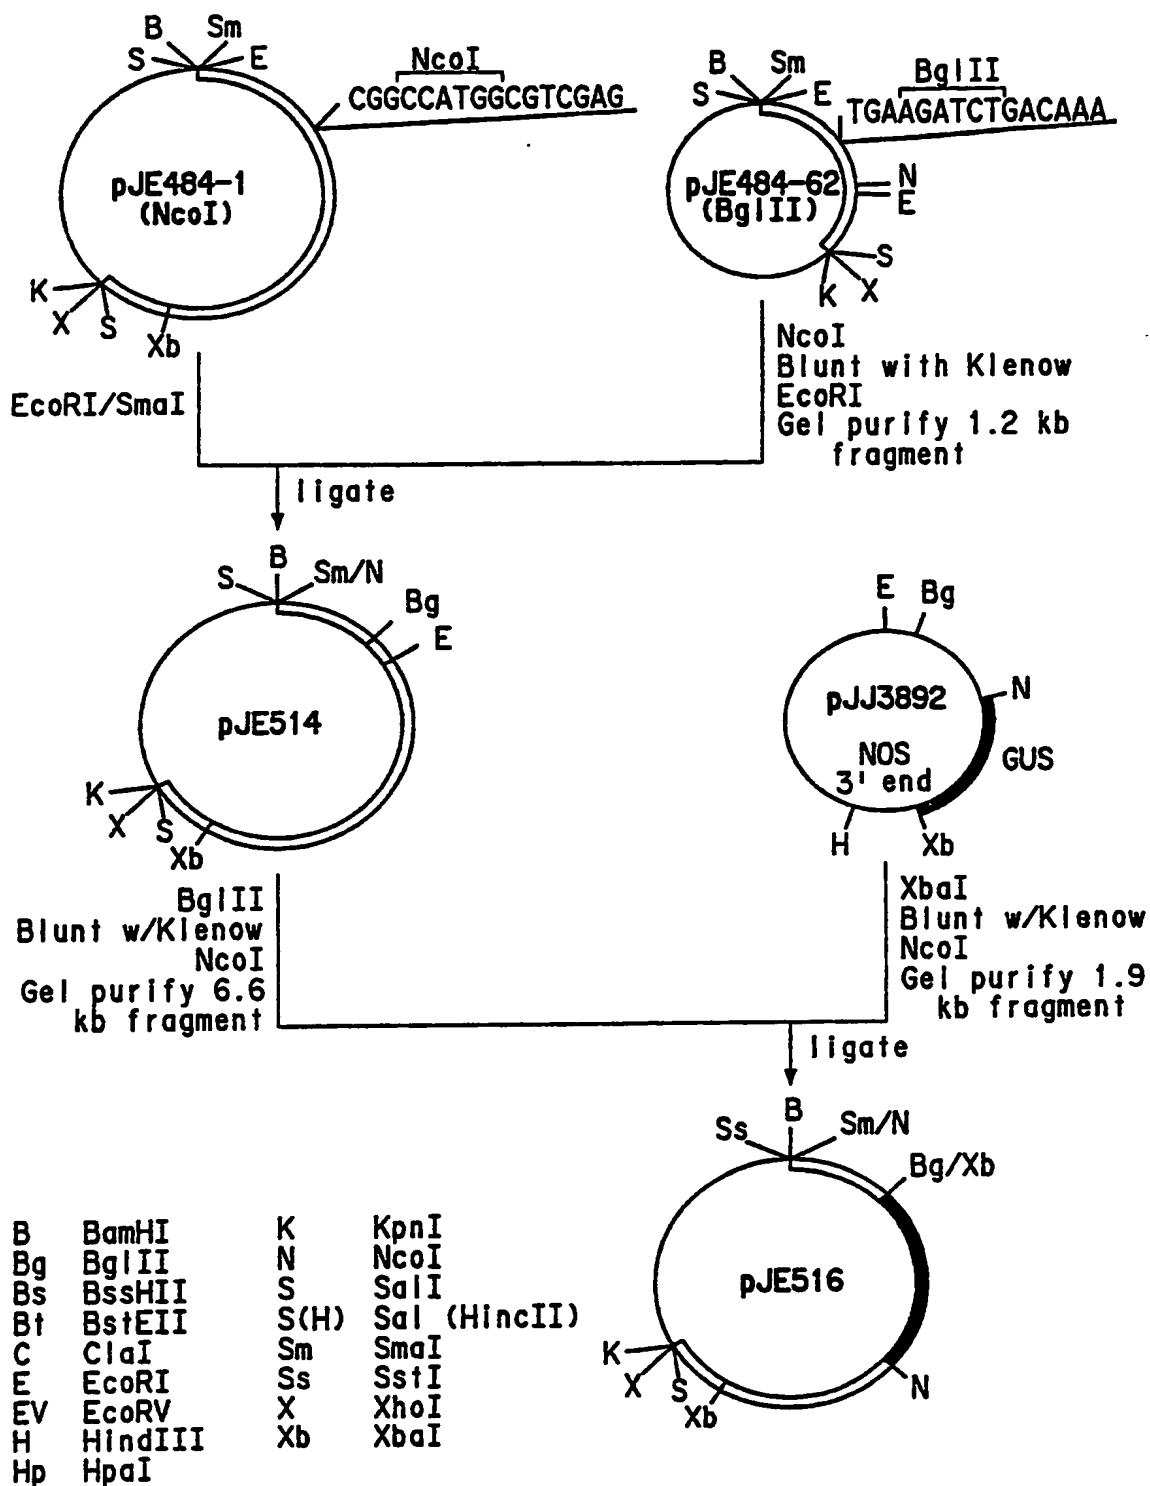 B
Sm
S
E
NcoI
CGGCCATGGCGTCGAG
pJE484-1
(NcoI)
K
X
S
Xb
B
Sm
S
E
BglII
TGAAGATCTGACAAA
pJE484-62
(BglII)
N
E
S
X
K
EcoRI/SmaI
NcoI
Blunt with Klenow
EcoRI
Gel purify 1.2 kb
fragment
ligate
B
S
Sm/N
Bg
E
pJE514
K
X
S
Xb
E
Bg
N
pJJ3892
NOS
3' end
GUS
H
Xb
BglII
Blunt w/Klenow
NcoI
Gel purify 6.6
kb fragment
XbaI
Blunt w/Klenow
NcoI
Gel purify 1.9
kb fragment
ligate
B
Ss
Sm/N
Bg/Xb
pJE516
K
X
S
Xb
N
B BamHI K KpnI
Bg BglII N NcoI
Bs BssHII S SalI
Bt BstEII S(H) Sal (HincII)
C ClaI Sm SmaI
E EcoRI Ss SstI
EV EcoRV X XhoI
H HindIII Xb XbaI
Hp HpaI